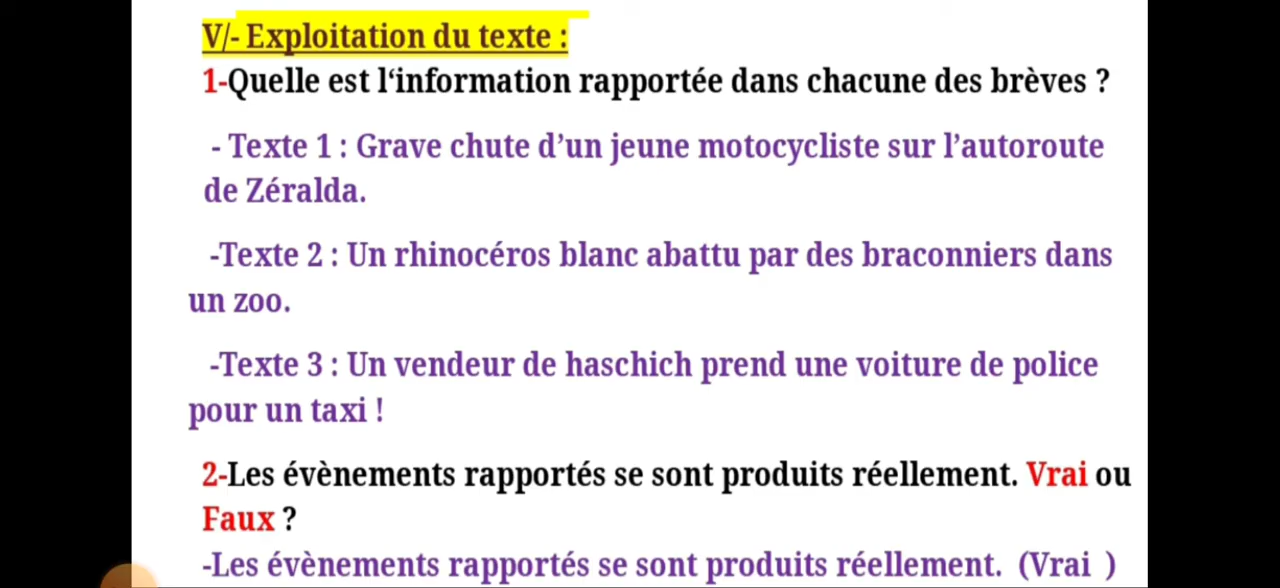 V/- Exploitation du texte :
1-Quelle est l‘information rapportée dans chacune des brèves ?
- Texte 1 : Grave chute d’un jeune motocycliste sur l’autoroute
de Zéralda.
-Texte 2 : Un rhinocéros blanc abattu par des braconniers dans
un zoo.
-Texte 3 : Un vendeur de haschich prend une voiture de police
pour un taxi !
2-Les évènements rapportés se sont produits réellement. Vrai ou
Faux ?
-Les évènements rapportés se sont produits réellement.  (Vrai  )